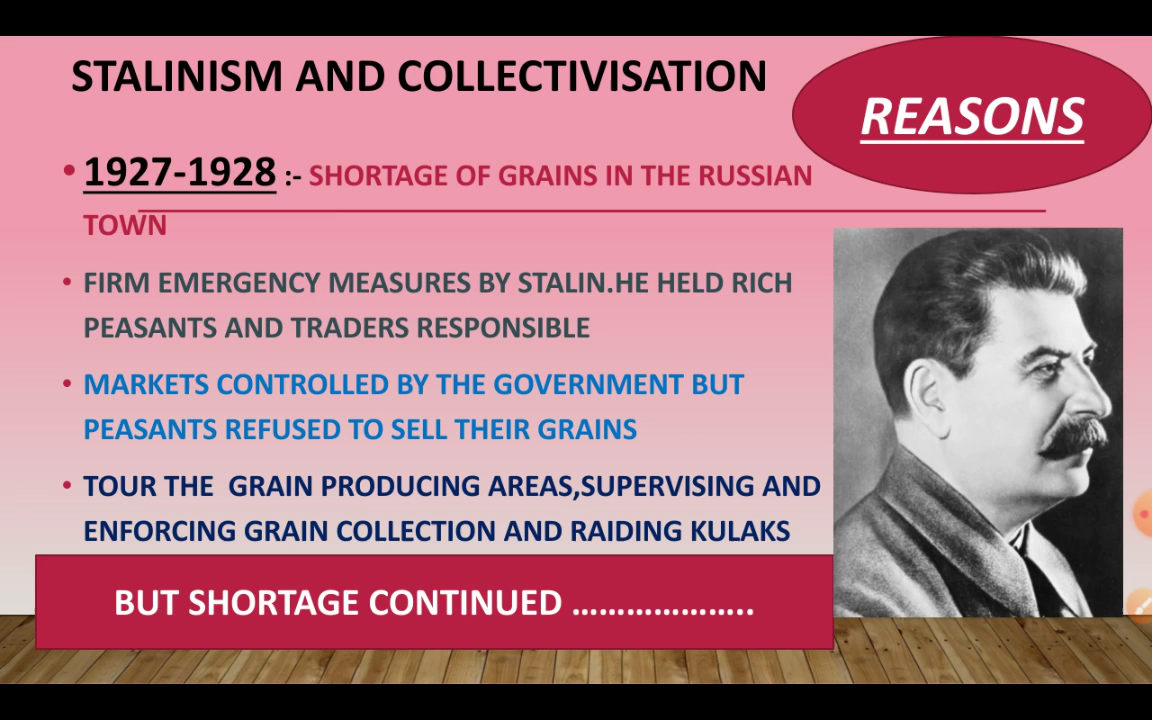 STALINISM AND COLLECTIVISATION
REASONS
• 1927-1928 :- SHORTAGE OF GRAINS IN THE RUSSIAN
TOWN
• FIRM EMERGENCY MEASURES BY STALIN.HE HELD RICH
PEASANTS AND TRADERS RESPONSIBLE
• MARKETS CONTROLLED BY THE GOVERNMENT BUT
PEASANTS REFUSED TO SELL THEIR GRAINS
• TOUR THE  GRAIN PRODUCING AREAS,SUPERVISING AND
ENFORCING GRAIN COLLECTION AND RAIDING KULAKS
BUT SHORTAGE CONTINUED ………………..